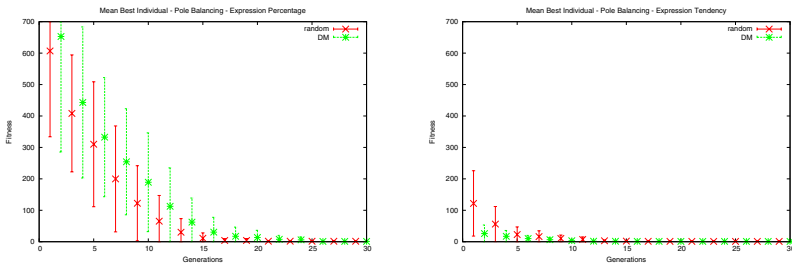 Mean Best Individual - Pole Balancing - Expression Percentage
random
DM
700
600
500
400
300
200
100
0
Fitness
0 5 10 15 20 25 30
Generations
Mean Best Individual - Pole Balancing - Expression Tendency
random
DM
700
600
500
400
300
200
100
0
Fitness
0 5 10 15 20 25 30
Generations